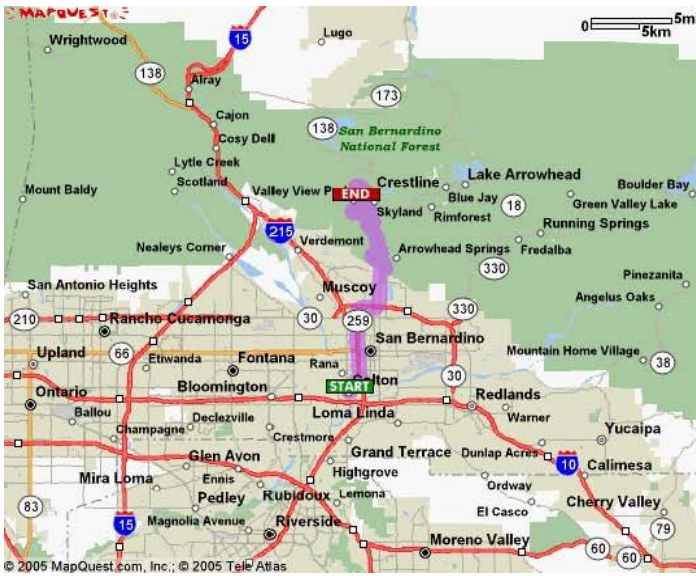 MAPQUEST
15
Lugo
0 5m
5km
Wrightwood
138
Alray
173
Cajon
138
San Bernardino
National Forest
Cosy Dell
Lytle Creek
Scotland
Mount Baldy
Valley View P
END
Crestline
Lake Arrowhead
Boulder Bay
Skyland
Blue Jay
Rimforest
18
Green Valley Lake
Running Springs
215
Verdemont
Nealeys Corner
Arrowhead Springs
Fredalba
330
Pinezanita
San Antonio Heights
Muscoy
Angelus Oaks
210
Rancho Cucamonga
30
259
330
66
San Bernardino
Upland
Etiwanda
Fontana
Rana
Mountain Home Village
38
Ontario
Bloomington
START
Colton
30
Redlands
Ballou
Declezville
Loma Linda
Warner
Champagne
Crestmore
Yucaipa
Glen Avon
Grand Terrace
Dunlap Acres
10
Calimesa
Mira Loma
Ennis
Highgrove
Ordway
83
Pedley
Rubidoux
Lemona
El Casco
Cherry Valley
15
Magnolia Avenue
Riverside
79
Moreno Valley
60
60
© 2005 MapQuest.com, Inc.; © 2005 Tele Atlas